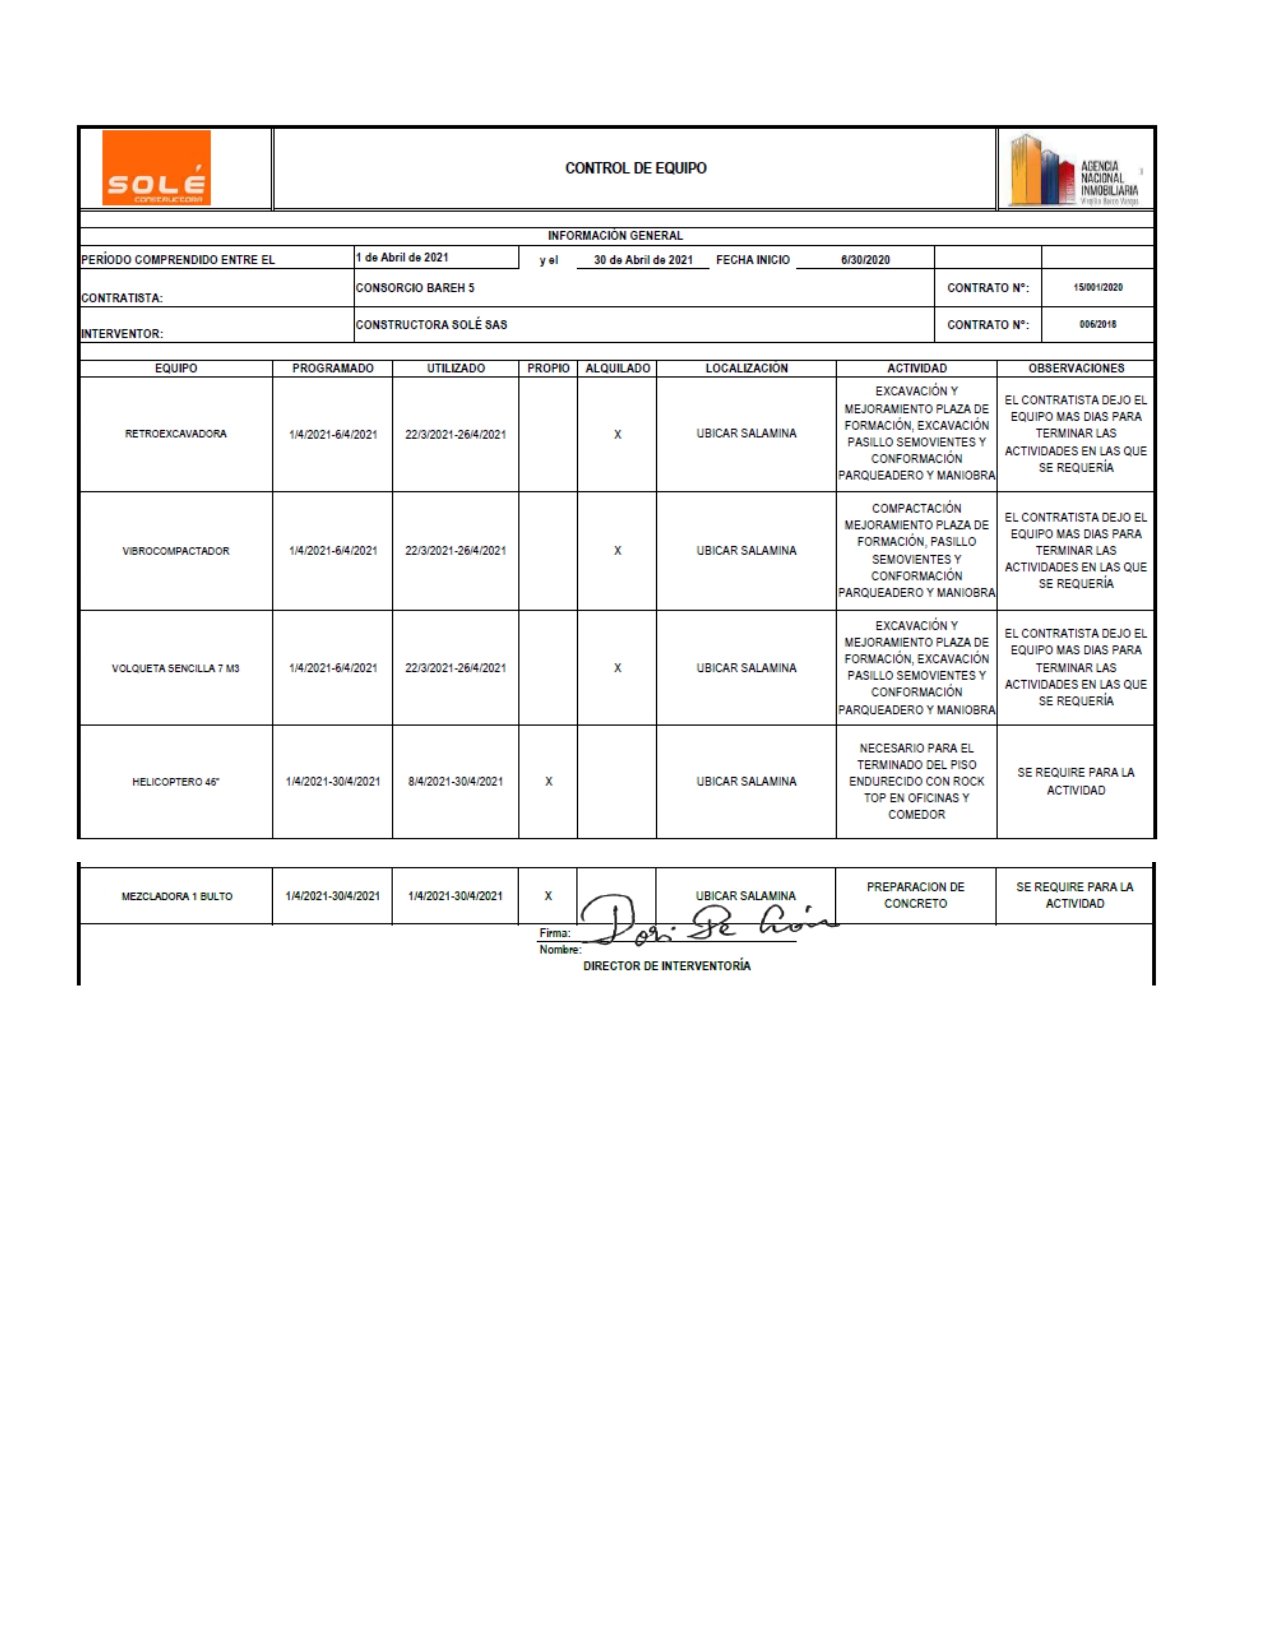 SOLÉ
CONSTRUCTORA
CONTROL DE EQUIPO
AGENCIA
NACIONAL
INMOBILIARIA
Virgilio Barco Vargas
INFORMACIÓN GENERAL
PERÍODO COMPRENDIDO ENTRE EL 1 de Abril de 2021 y el 30 de Abril de 2021 FECHA INICIO 6/30/2020
CONTRATISTA: CONSORCIO BAREH 5 CONTRATO N°: 15/001/2020
INTERVENTOR: CONSTRUCTORA SOLÉ SAS CONTRATO N°: 006/2018
EQUIPO PROGRAMADO UTILIZADO PROPIO ALQUILADO LOCALIZACIÓN ACTIVIDAD OBSERVACIONES
RETROEXCAVADORA 1/4/2021-6/4/2021 22/3/2021-26/4/2021 X UBICAR SALAMINA
EXCAVACIÓN Y
MEJORAMIENTO PLAZA DE
FORMACIÓN, EXCAVACIÓN
PASILLO SEMOVIENTES Y
CONFORMACIÓN
PARQUEADERO Y MANIOBRA
EL CONTRATISTA DEJO EL
EQUIPO MAS DIAS PARA
TERMINAR LAS
ACTIVIDADES EN LAS QUE
SE REQUERÍA
VIBROCOMPACTADOR 1/4/2021-6/4/2021 22/3/2021-26/4/2021 X UBICAR SALAMINA
COMPACTACIÓN
MEJORAMIENTO PLAZA DE
FORMACIÓN, PASILLO
SEMOVIENTES Y
CONFORMACIÓN
PARQUEADERO Y MANIOBRA
EL CONTRATISTA DEJO EL
EQUIPO MAS DIAS PARA
TERMINAR LAS
ACTIVIDADES EN LAS QUE
SE REQUERÍA
VOLQUETA SENCILLA 7 M3 1/4/2021-6/4/2021 22/3/2021-26/4/2021 X UBICAR SALAMINA
EXCAVACIÓN Y
MEJORAMIENTO PLAZA DE
FORMACIÓN, EXCAVACIÓN
PASILLO SEMOVIENTES Y
CONFORMACIÓN
PARQUEADERO Y MANIOBRA
EL CONTRATISTA DEJO EL
EQUIPO MAS DIAS PARA
TERMINAR LAS
ACTIVIDADES EN LAS QUE
SE REQUERÍA
HELICOPTERO 46" 1/4/2021-30/4/2021 8/4/2021-30/4/2021 X UBICAR SALAMINA
NECESARIO PARA EL
TERMINADO DEL PISO
ENDURECIDO CON ROCK
TOP EN OFICINAS Y
COMEDOR
SE REQUIRE PARA LA
ACTIVIDAD
MEZCLADORA 1 BULTO 1/4/2021-30/4/2021 1/4/2021-30/4/2021 X UBICAR SALAMINA
PREPARACION DE
CONCRETO
SE REQUIRE PARA LA
ACTIVIDAD
Firma:
Nombre:
DIRECTOR DE INTERVENTORÍA